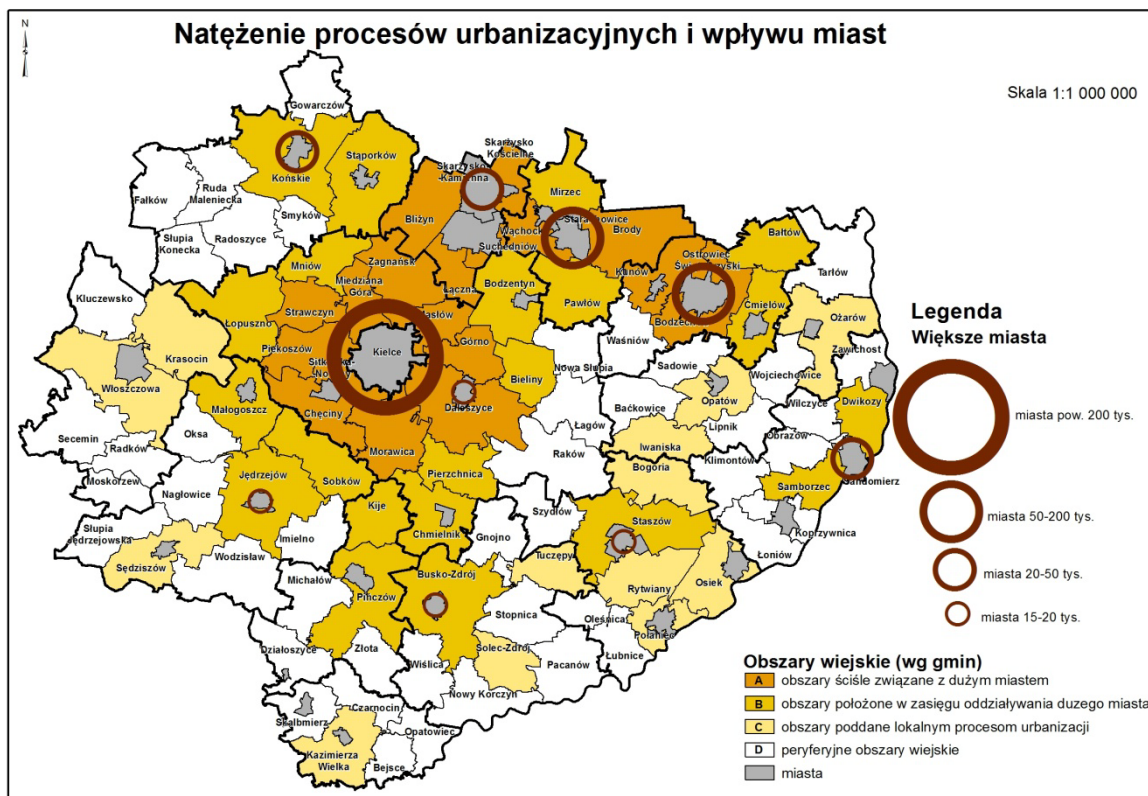 N
Natężenie procesów urbanizacyjnych i wpływu miast
Skala 1:1 000 000
Gowarczów
Końskie
Stąporków
Fałków
Ruda
Maleniecka
Smyków
Słupia
Konecka
Radoszyce
Skarżysko
Kościelne
Skarżysko
Kamienna
Bliżyn
Mirzec
Starachowice
Wąchock
Suchedniów
Brody
Bałtów
Ostrowiec
Świętokrzyski
Kunów
Tarłów
Mniów
Zagnańsk
Miedziana
Góra
Łączna
Bodzentyn
Pawłów
Ćmielów
Bodzech
Ożarów
Kluczewsko
Łopuszno
Strawczyn
Masłów
Krasocin
Piekoszów
Kielce
Górno
Waśniów
Zawichost
Włoszczowa
Nowa Słupia
Sadowie
Wojciechowice
Bieliny
Chęciny
Daleszyce
Opatów
Dwikozy
Małogoszcz
Baćkowice
Wilczyce
Łagów
Lipnik
Obrazów
Oksa
Secemin
Radków
Morawica
Iwaniska
Raków
Pierzchnica
Bogoria
Klimontów
Sandomierz
Moskorzew
Jędrzejów
Sobków
Samborzec
Nagłowice
Kije
Szydłów
Staszów
Słupia
Jędrzejowska
Chmielnik
Koprzywnica
Imielno
Gnojno
Łoniów
Wodzisław
Tuczępy
Sędziszów
Michałów
Busko-Zdrój
Rytwiany
Osiek
Pińczów
Stopnica
Oleśnica
Połaniec
Działoszyce
Złota
Solec-Zdrój
Wiślica
Pacanów
Łubnice
Nowy Korczyn
Czarnocin
Skalbmierz
Opatowiec
Kazimierza
Wielka
Bejsce
Legenda
Większe miasta
miasta pow. 200 tys.
miasta 50-200 tys.
miasta 20-50 tys.
miasta 15-20 tys.
Obszary wiejskie (wg gmin)
A obszary ściśle związane z dużym miastem
B obszary położone w zasięgu oddziaływania duzego miasta
C obszary poddane lokalnym procesom urbanizacji
D peryferyjne obszary wiejskie
miasta